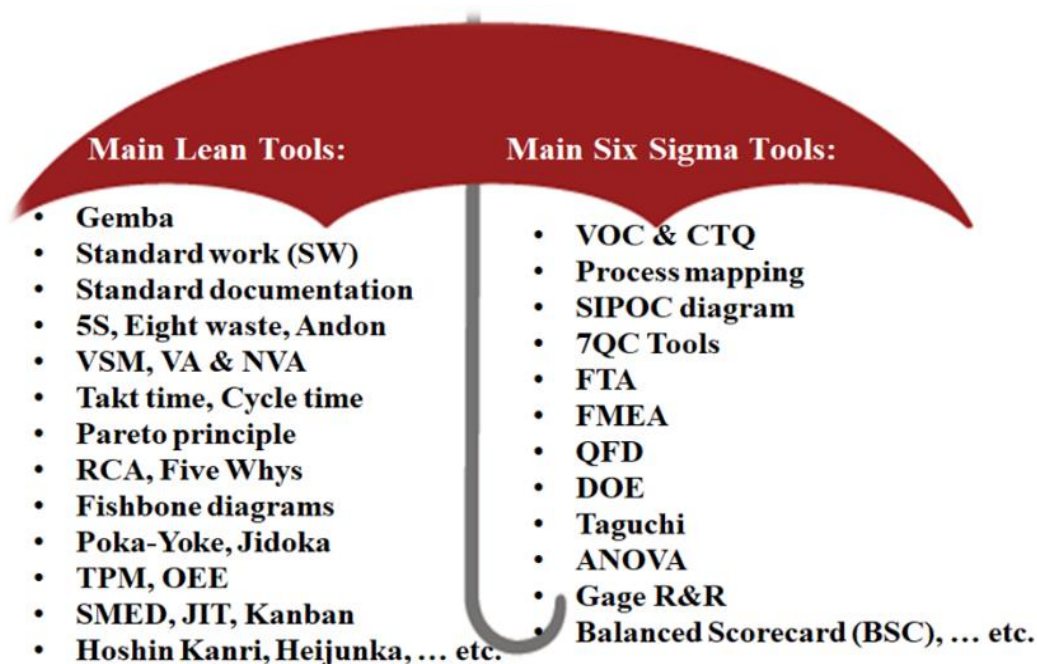 Main Lean Tools:
• Gemba
• Standard work (SW)
• Standard documentation
• 5S, Eight waste, Andon
• VSM, VA & NVA
• Takt time, Cycle time
• Pareto principle
• RCA, Five Whys
• Fishbone diagrams
• Poka-Yoke, Jidoka
• TPM, OEE
• SMED, JIT, Kanban
• Hoshin Kanri, Heijunka, … etc.
Main Six Sigma Tools:
• VOC & CTQ
• Process mapping
• SIPOC diagram
• 7QC Tools
• FTA
• FMEA
• QFD
• DOE
• Taguchi
• ANOVA
• Gage R&R
• Balanced Scorecard (BSC), … etc.